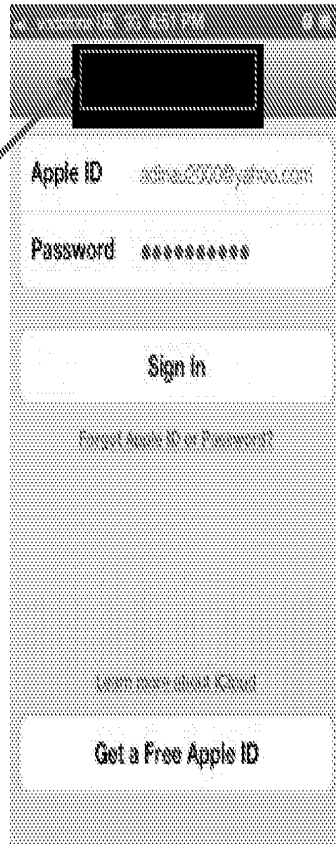 Apple ID
Password **********
Sign In
Forgot Apple ID or Password?
Learn more about iCloud
Get a Free Apple ID